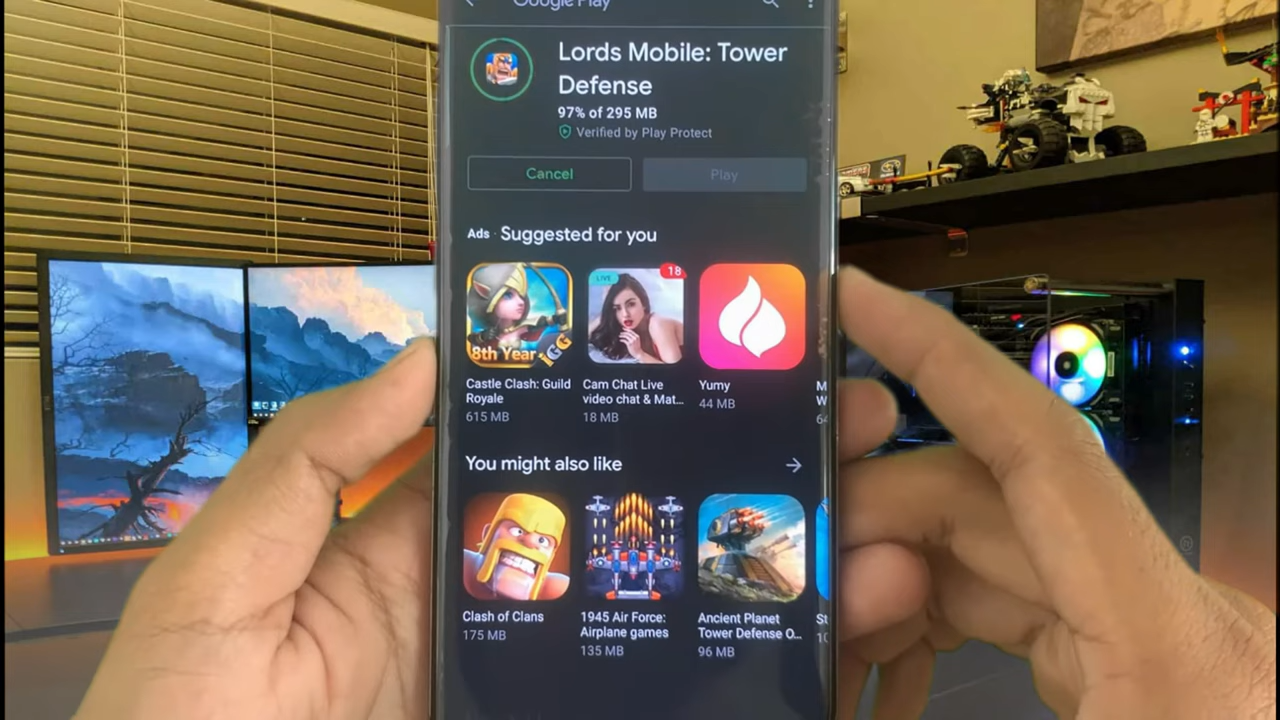 Google Play
Lords Mobile: Tower
Defense
97% of 295 MB
Verified by Play Protect
Cancel
Play
Ads · Suggested for you
8th Year IGG
LIVE
18
Castle Clash: Guild
Royale
615 MB
Cam Chat Live
video chat & Mat...
18 MB
Yumy
44 MB
You might also like
Clash of Clans
175 MB
1945 Air Force:
Airplane games
135 MB
Ancient Planet
Tower Defense O...
96 MB